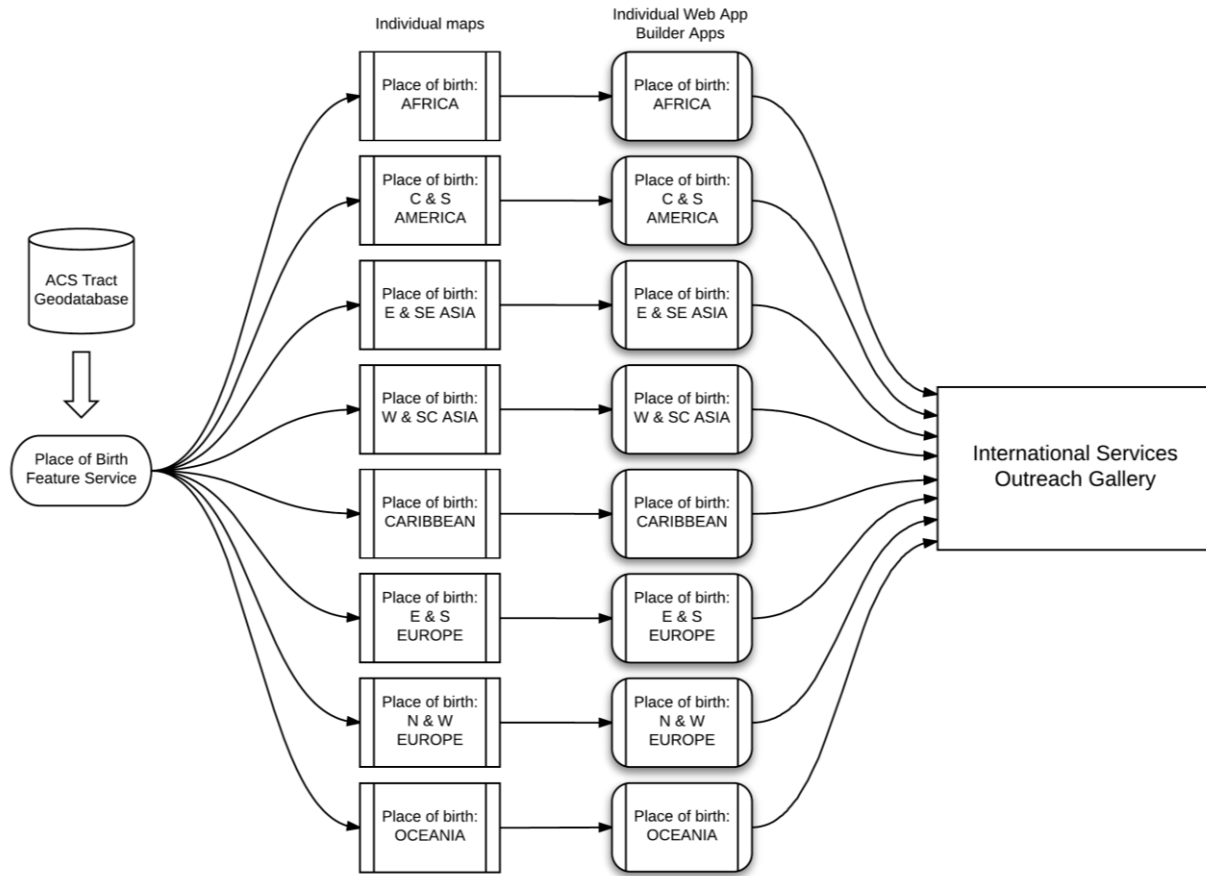 Individual maps
Individual Web App
Builder Apps
ACS Tract
Geodatabase
Place of Birth
Feature Service
Place of birth:
AFRICA
Place of birth:
AFRICA
Place of birth:
C & S
AMERICA
Place of birth:
C & S
AMERICA
Place of birth:
E & SE ASIA
Place of birth:
E & SE ASIA
Place of birth:
W & SC ASIA
Place of birth:
W & SC ASIA
Place of birth:
CARIBBEAN
Place of birth:
CARIBBEAN
Place of birth:
E & S
EUROPE
Place of birth:
E & S
EUROPE
Place of birth:
N & W
EUROPE
Place of birth:
N & W
EUROPE
Place of birth:
OCEANIA
Place of birth:
OCEANIA
International Services
Outreach Gallery